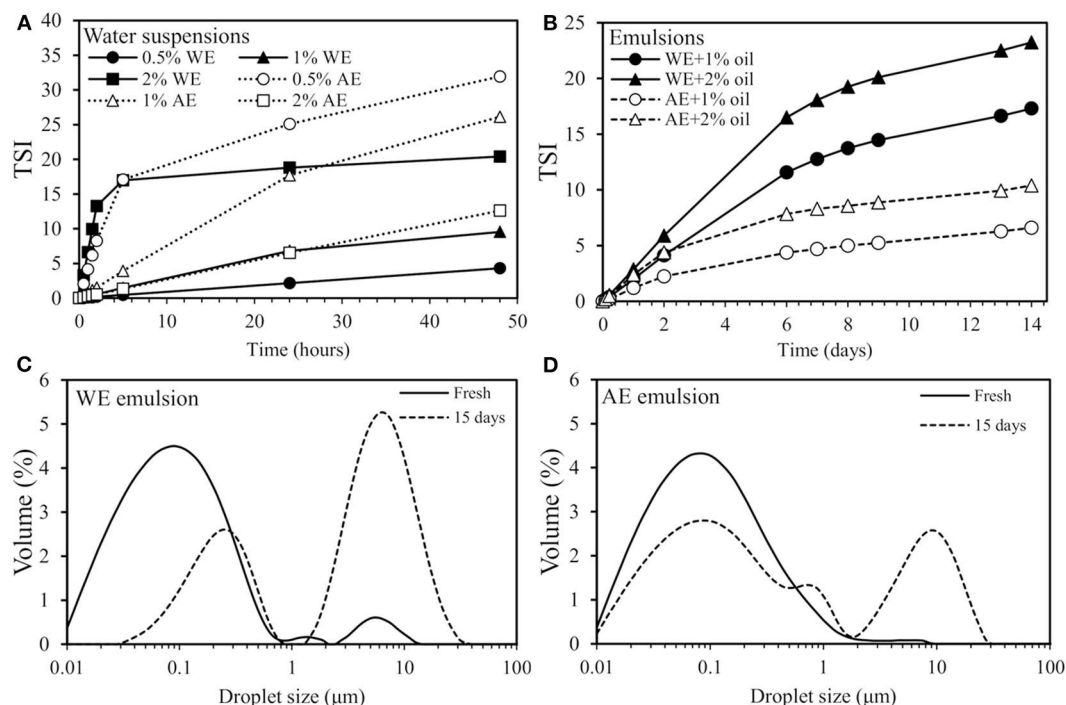 A
Water suspensions
0.5% WE
1% WE
2% WE
0.5% AE
1% AE
2% AE
TSI
40
35
30
25
20
15
10
5
0
0 10 20 30 40 50
Time (hours)
B
Emulsions
WE+1% oil
WE+2% oil
AE+1% oil
AE+2% oil
TSI
25
20
15
10
5
0
0 2 4 6 8 10 12 14
Time (days)
C
WE emulsion
Fresh
15 days
Volume (%)
6
5
4
3
2
1
0
0.01 0.1 1 10 100
Droplet size (μm)
D
AE emulsion
Fresh
15 days
Volume (%)
6
5
4
3
2
1
0
0.01 0.1 1 10 100
Droplet size (μm)